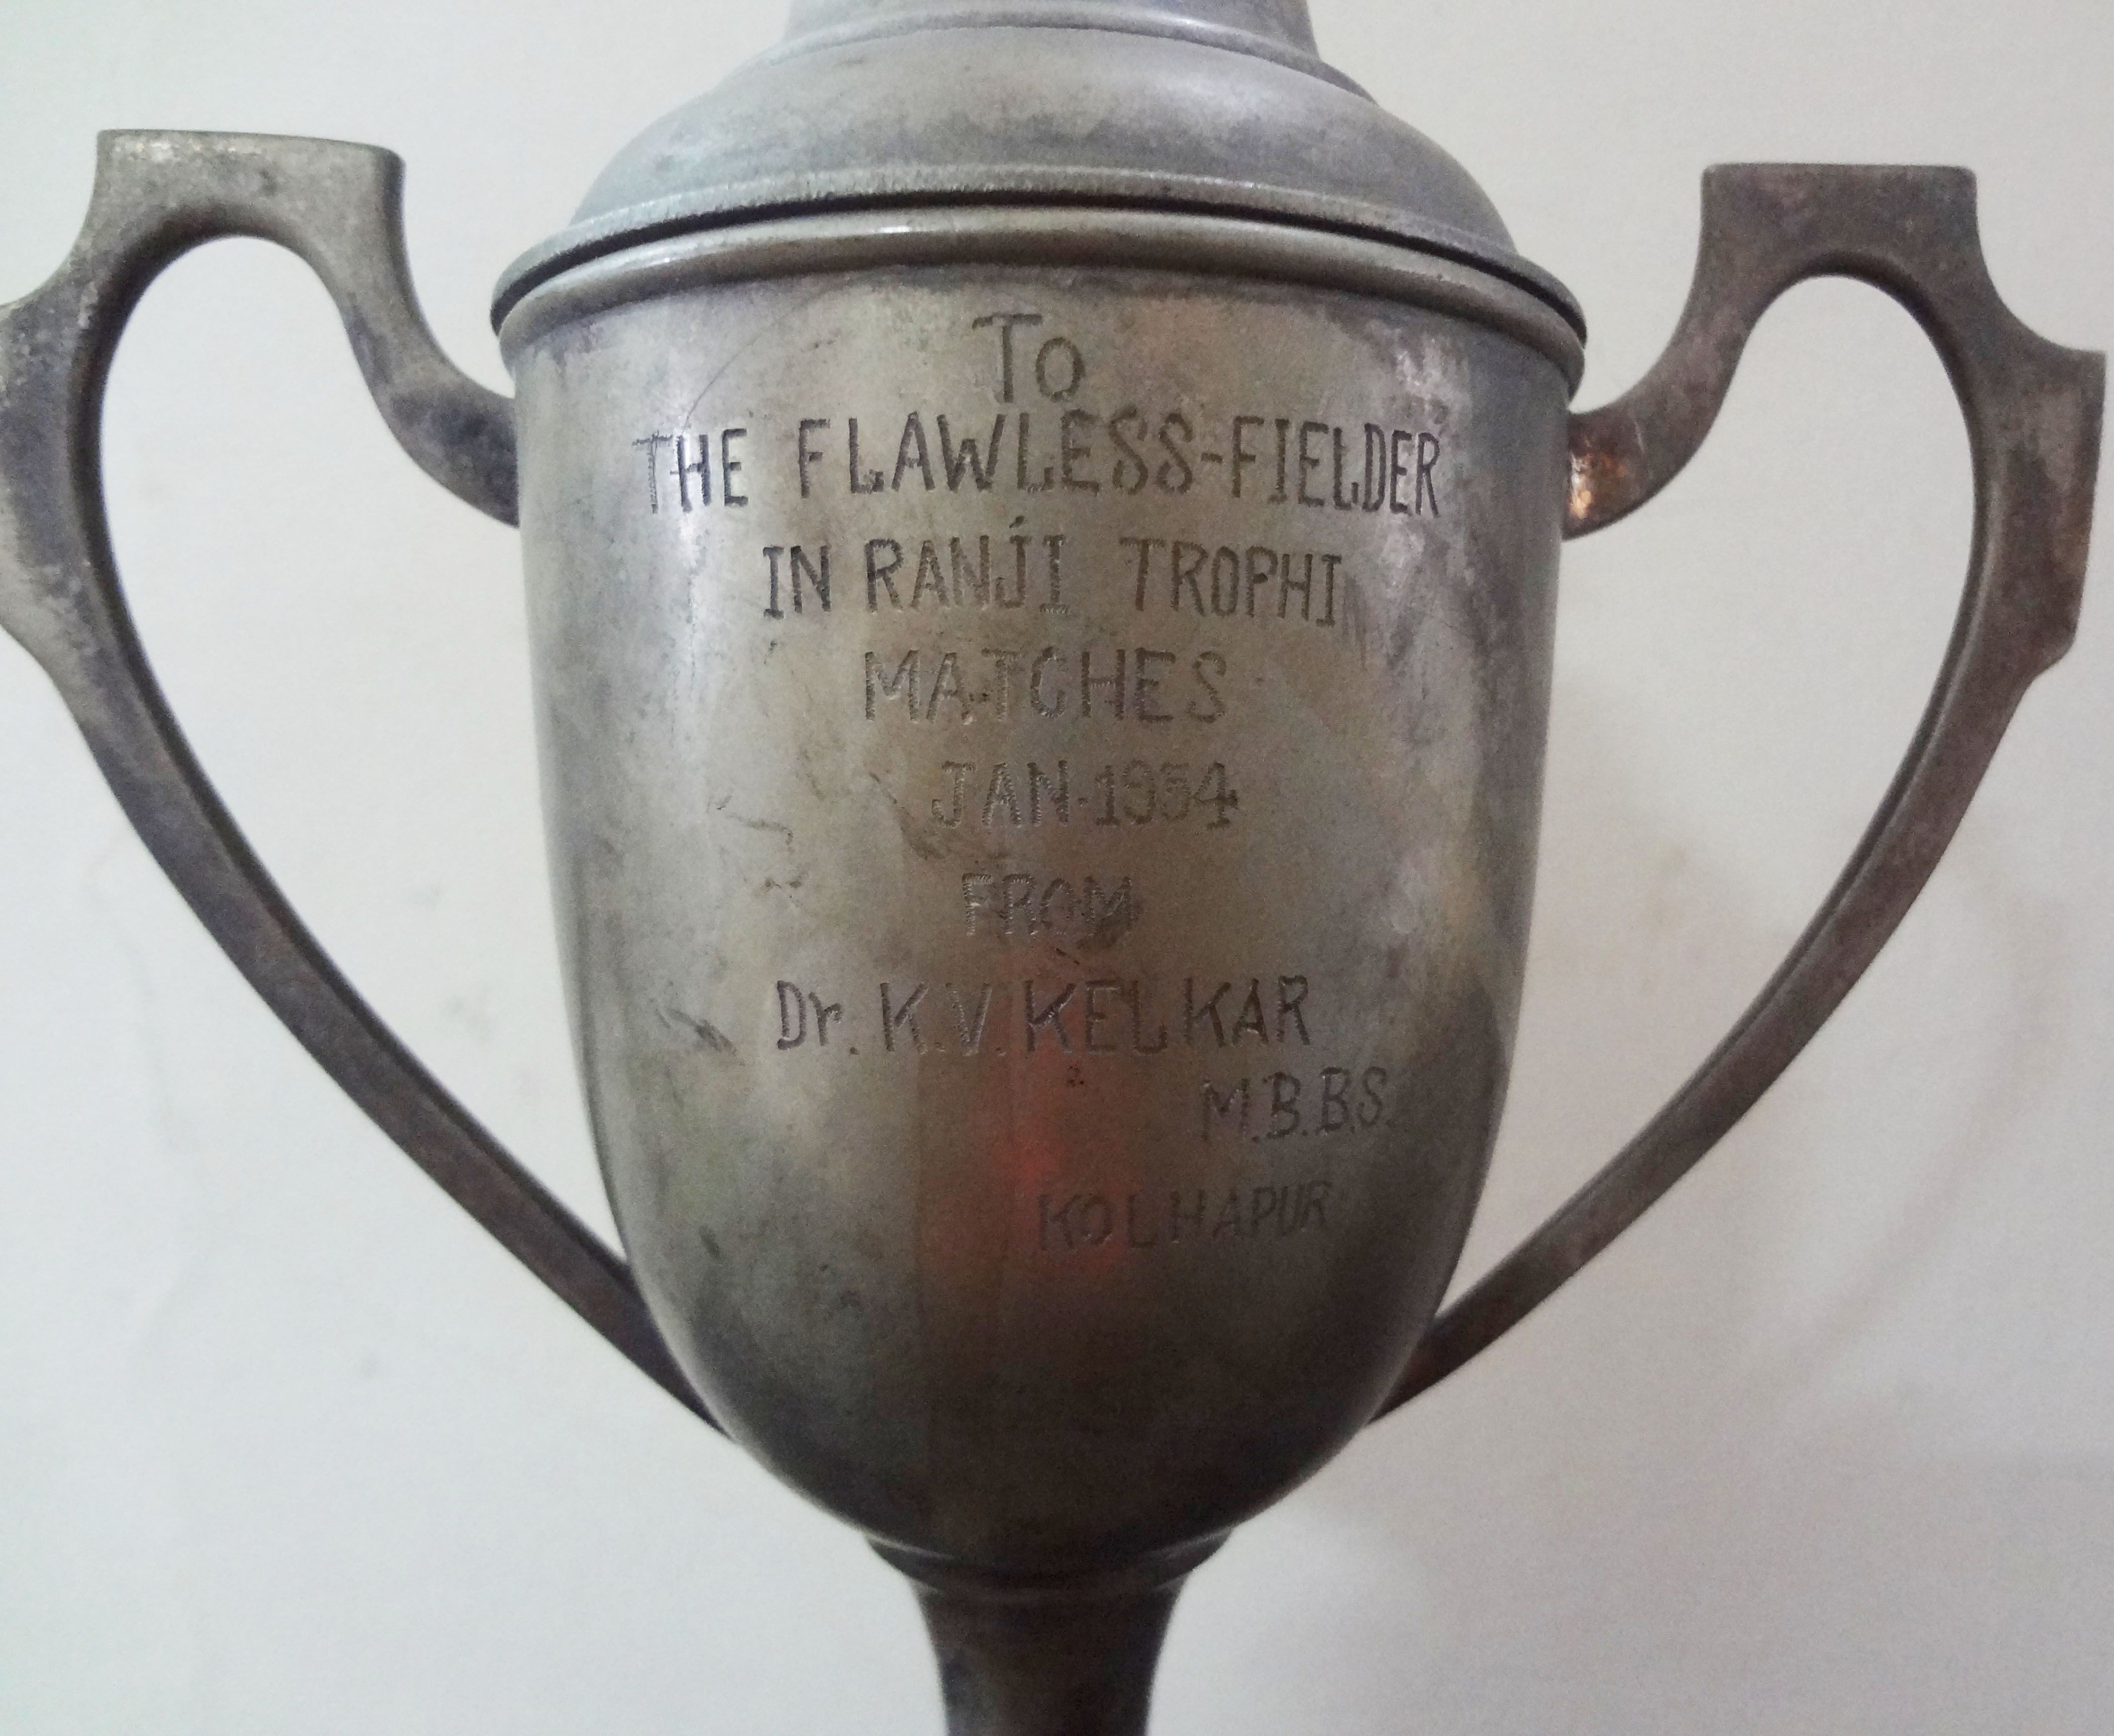 To
THE FLAWLESS-FIELDER
IN RANJI TROPHI
MATCHES
JAN-1954
FROM
Dr. K.V. KELKAR
M.B.B.S.
KOLHAPUR